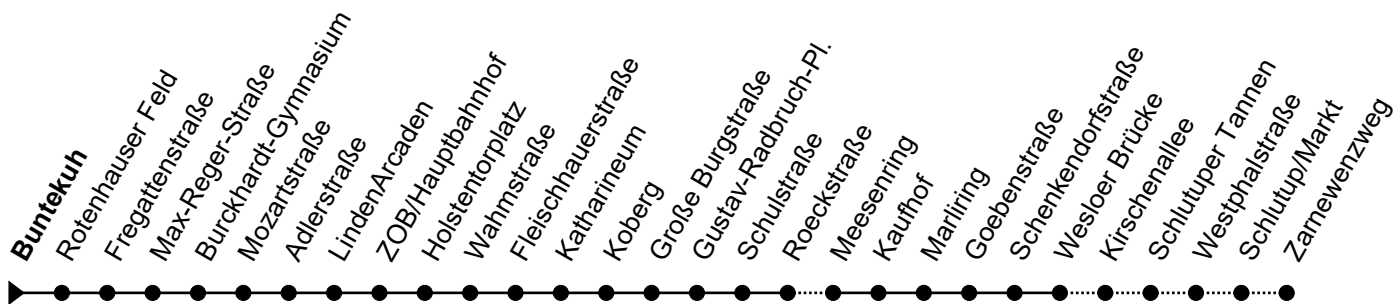 Buntekuh
Rotenhauser Feld
Fregattenstraße
Max-Reger-Straße
Burckhardt-Gymnasium
Mozartstraße
Adlerstraße
LindenArcaden
ZOB/Hauptbahnhof
Holstentorplatz
Wahmstraße
Fleischhauerstraße
Katharineum
Koberg
Große Burgstraße
Gustav-Radbruch-Pl.
Schulstraße
Roeckstraße
Meesenring
Kaufhof
Marliring
Goebenstraße
Schenkendorfstraße
Wesloer Brücke
Kirschenallee
Schlutuper Tannen
Westphalstraße
Schlutup/Markt
Zarnewenzweg